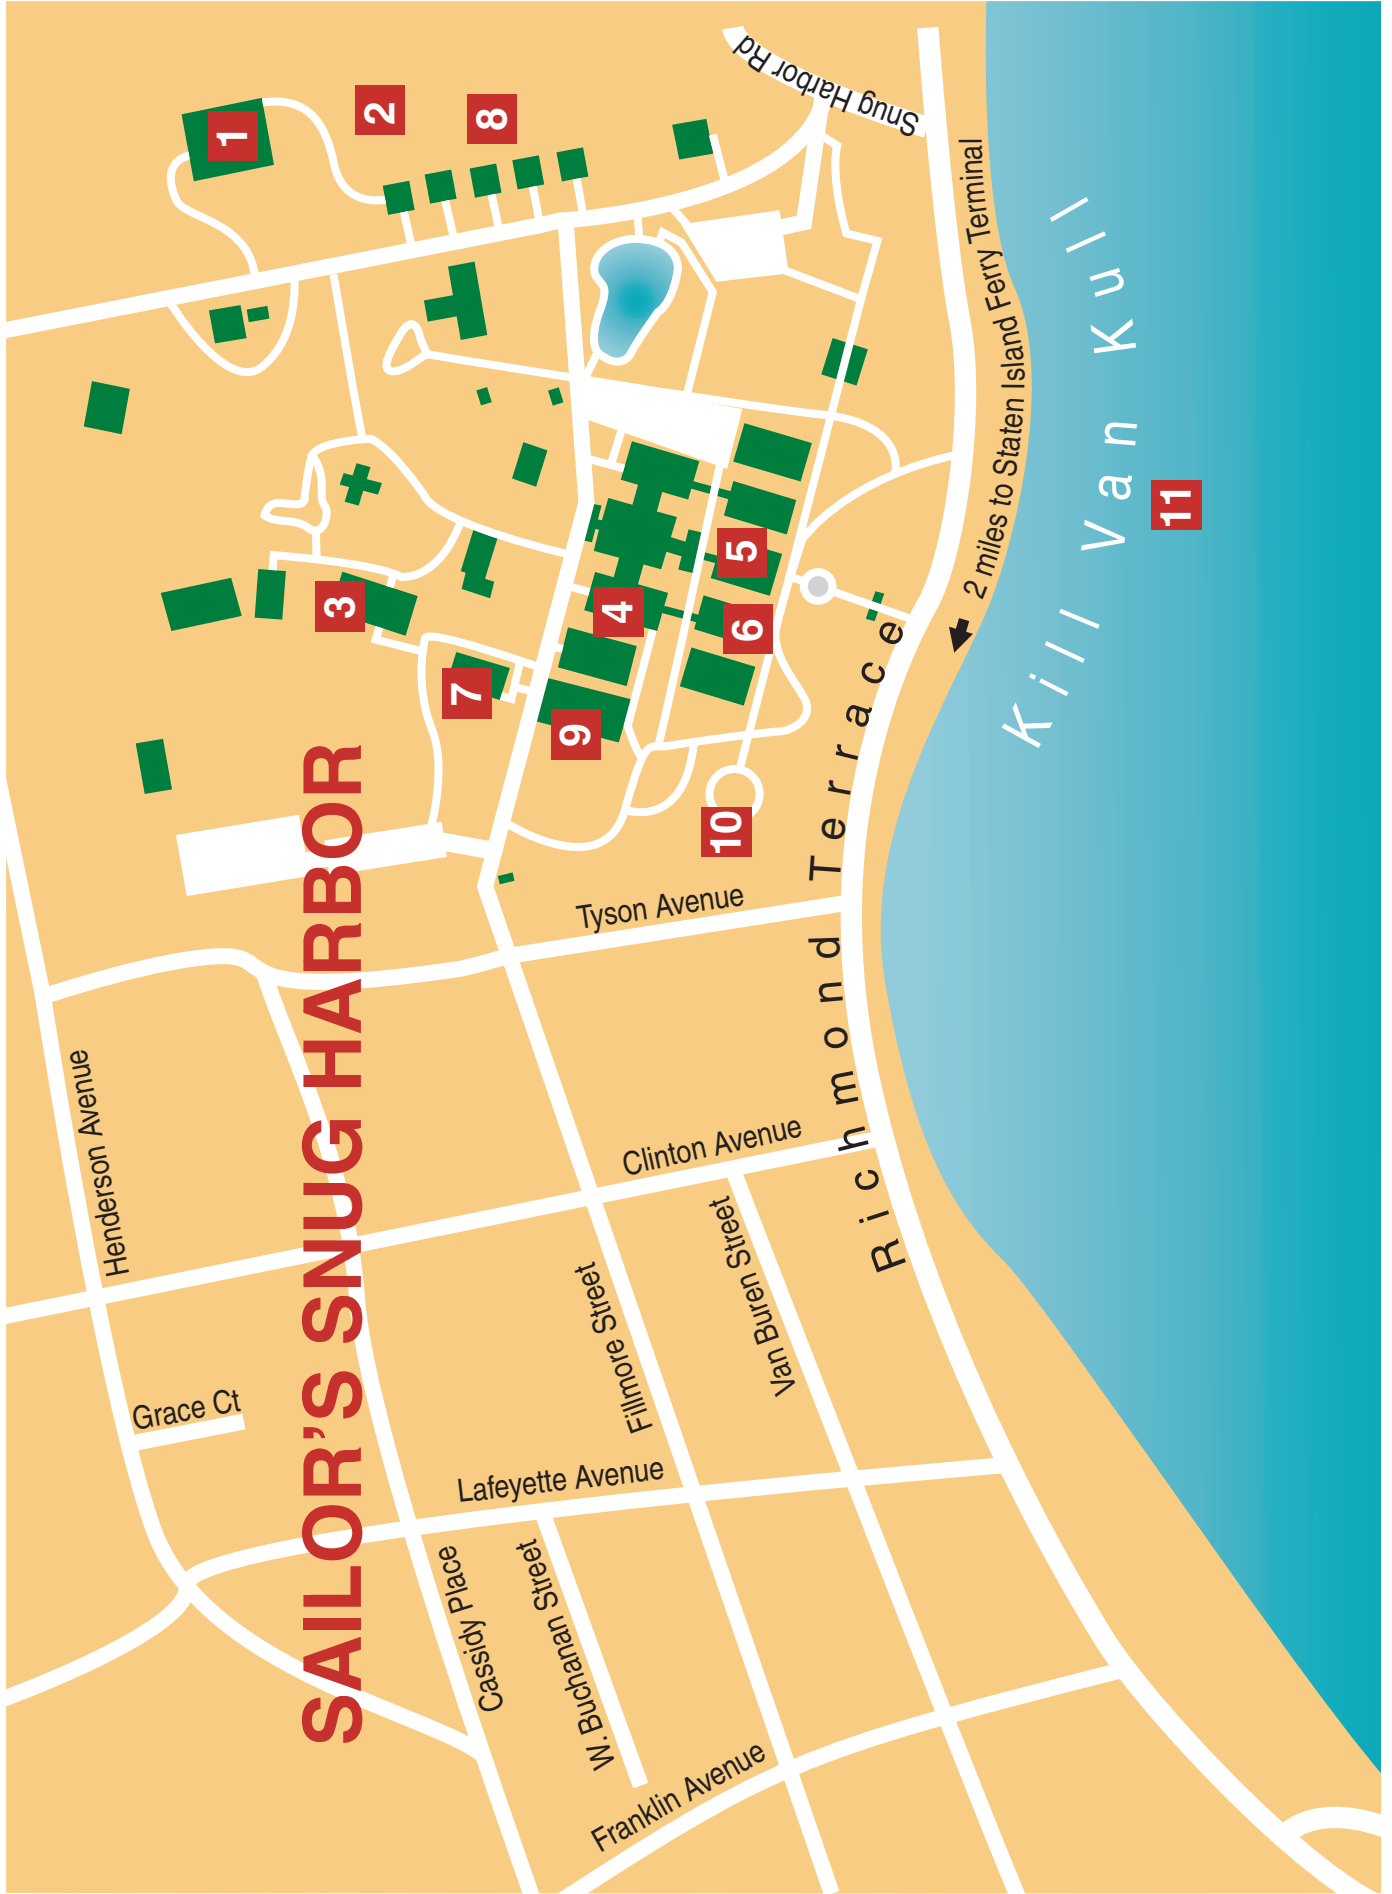 SAILOR'S SNUG HARBOR
Henderson Avenue
Grace Ct
Lafeyette Avenue
Cassidy Place
W. Buchanan Street
Franklin Avenue
Fillmore Street
Van Buren Street
Clinton Avenue
Tyson Avenue
Richmond Terrace
Snug Harbor Rd
2 miles to Staten Island Ferry Terminal
Kill Van Kull
1
2
3
4
5
6
7
8
9
10
11